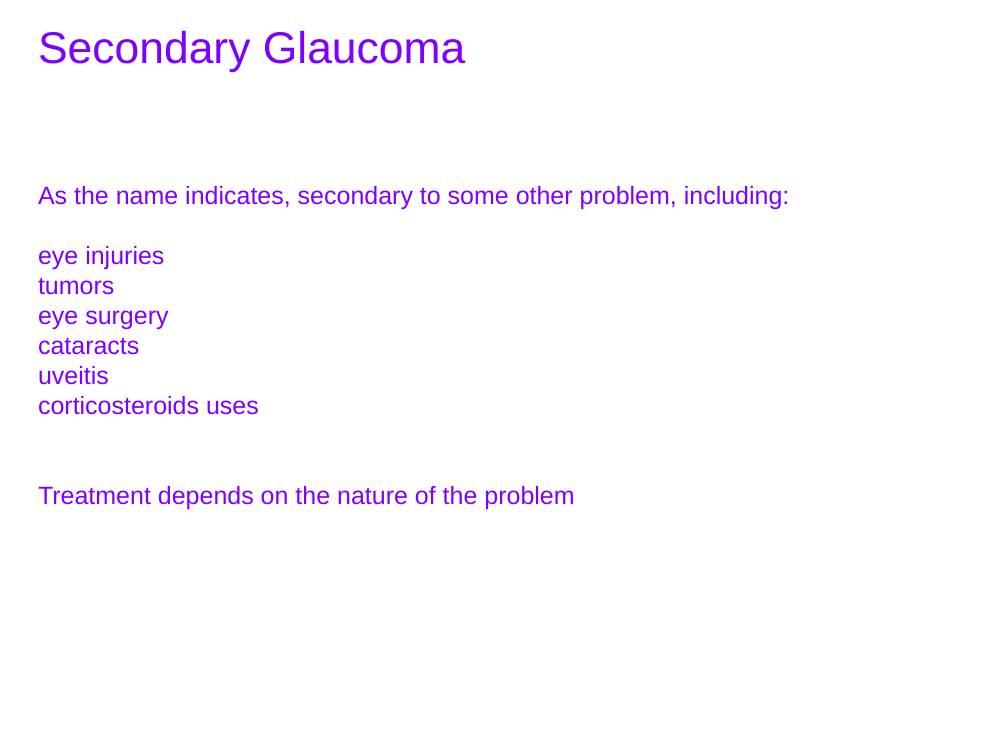 Secondary Glaucoma
As the name indicates, secondary to some other problem, including:
eye injuries
tumors
eye surgery
cataracts
uveitis
corticosteroids uses
Treatment depends on the nature of the problem